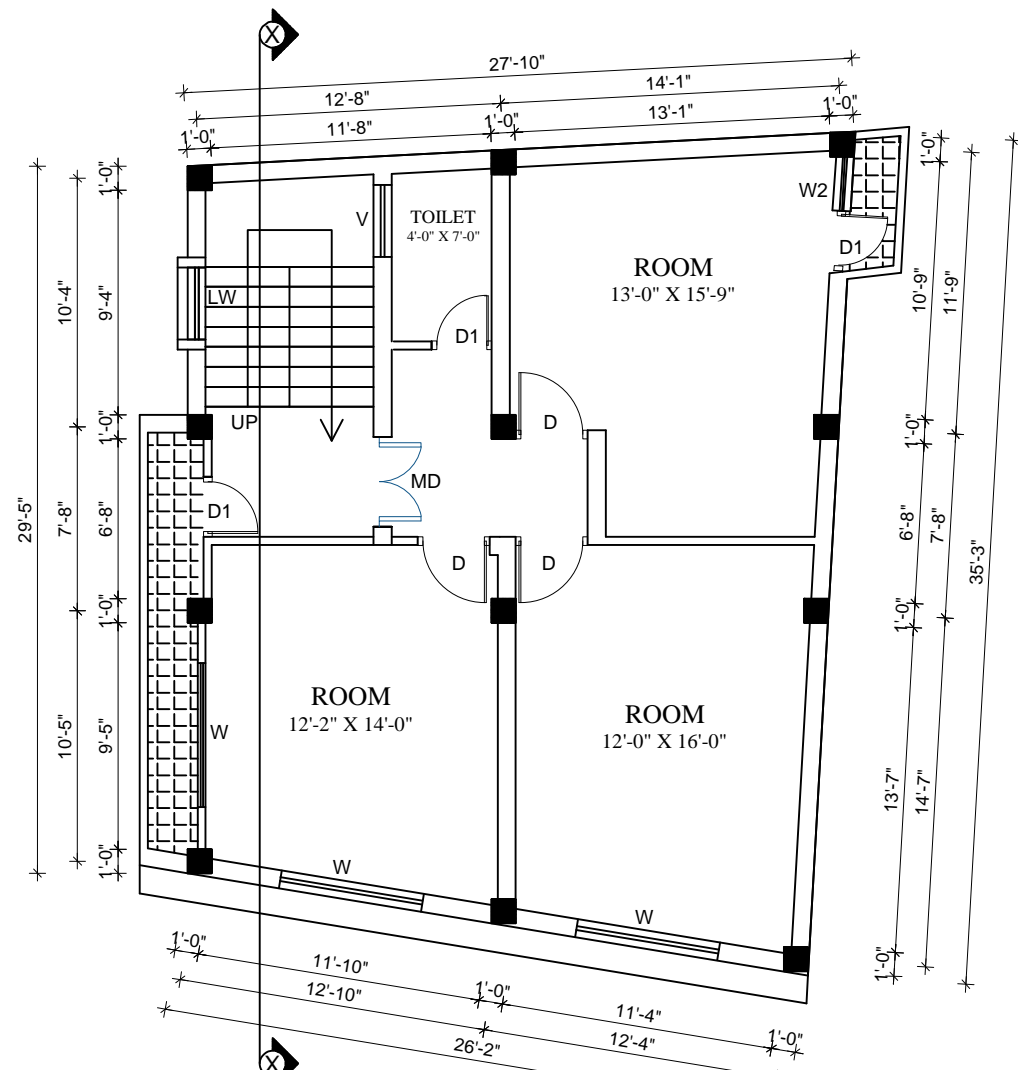 X
27'-10"
12'-8"
14'-1"
1'-0"
11'-8"
1'-0"
13'-1"
1'-0"
V
TOILET
4'-0" X 7'-0"
W2
D1
ROOM
13'-0" X 15'-9"
LW
D1
UP
D
MD
D1
D
D
ROOM
12'-2" X 14'-0"
ROOM
12'-0" X 16'-0"
W
W
W
29'-5"
10'-4"
7'-8"
10'-5"
1'-0"
9'-4"
1'-0"
6'-8"
1'-0"
9'-5"
1'-0"
1'-0"
10'-9"
1'-0"
6'-8"
1'-0"
13'-7"
1'-0"
11'-9"
7'-8"
14'-7"
35'-3"
1'-0"
11'-10"
1'-0"
11'-4"
1'-0"
12'-10"
12'-4"
26'-2"
X